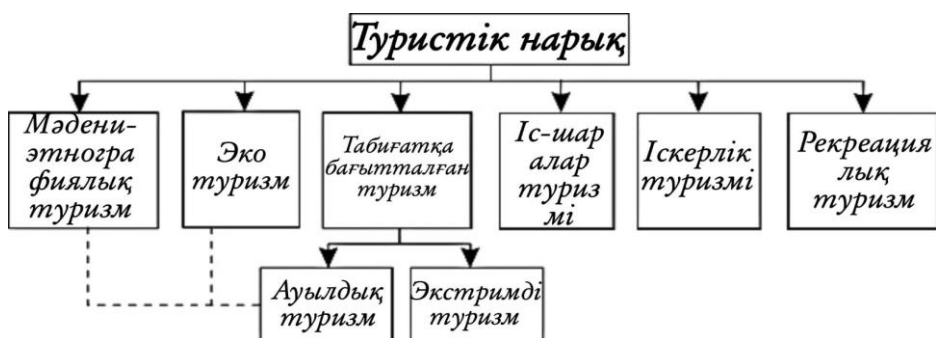 Туристік нарық
Мәдени-
этногра
фиялық
туризм
Эко
туризм
Табиғатқа
бағытталған
туризм
Іс-шар
алар
туриз
мі
Іскерлік
туризмі
Рекреация
лық
туризм
Ауылдық
туризм
Экстримді
туризм